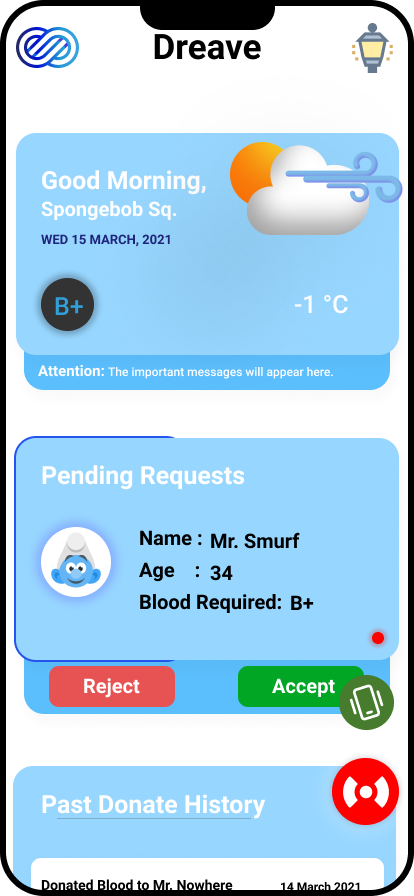 Dreave
Good Morning,
Spongebob Sq.
WED 15 MARCH, 2021
B+
-1 °C
Attention: The important messages will appear here.
Pending Requests
Name : Mr. Smurf
Age : 34
Blood Required: B+
Reject
Accept
Past Donate History
Donated Blood to Mr. Nowhere
14 March 2021